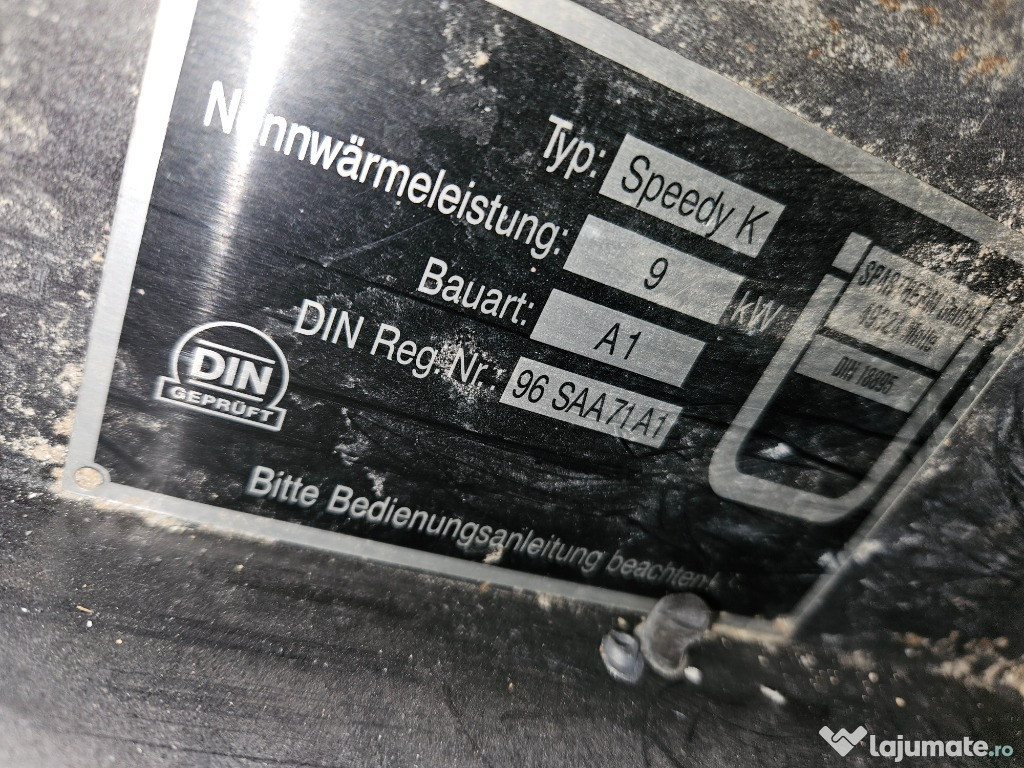 Typ: Speedy K
Nennwärmeleistung: 9 kW
Bauart: A1
DIN Reg. Nr.: 96 SAA71A1
DIN
GEPRÜFT
DIN 18895
Bitte Bedienungsanleitung beachten!
lajumate.ro